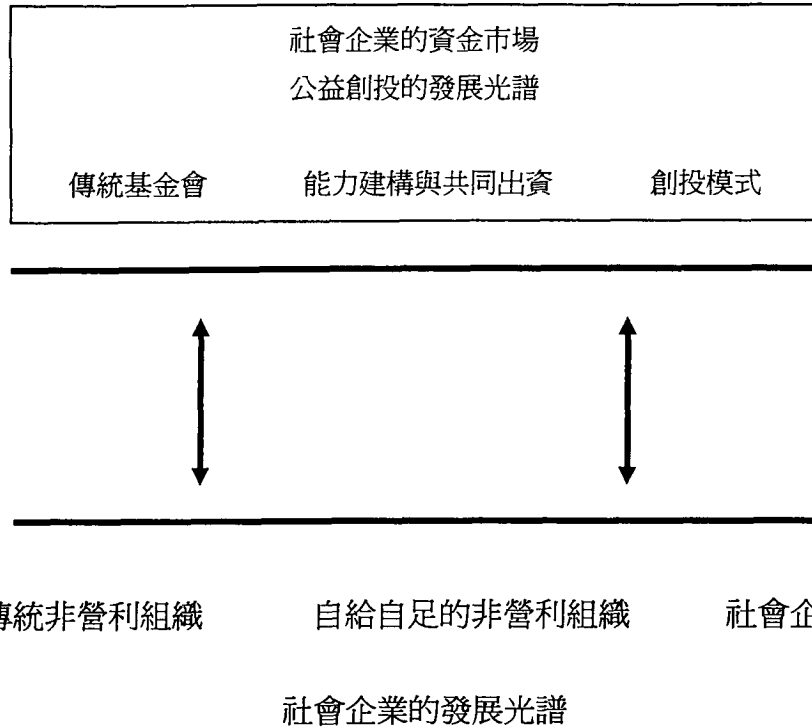 社會企業的資金市場
公益創投的發展光譜
傳統基金會 能力建構與共同出資 創投模式
傳統非營利組織 自給自足的非營利組織 社會企
社會企業的發展光譜